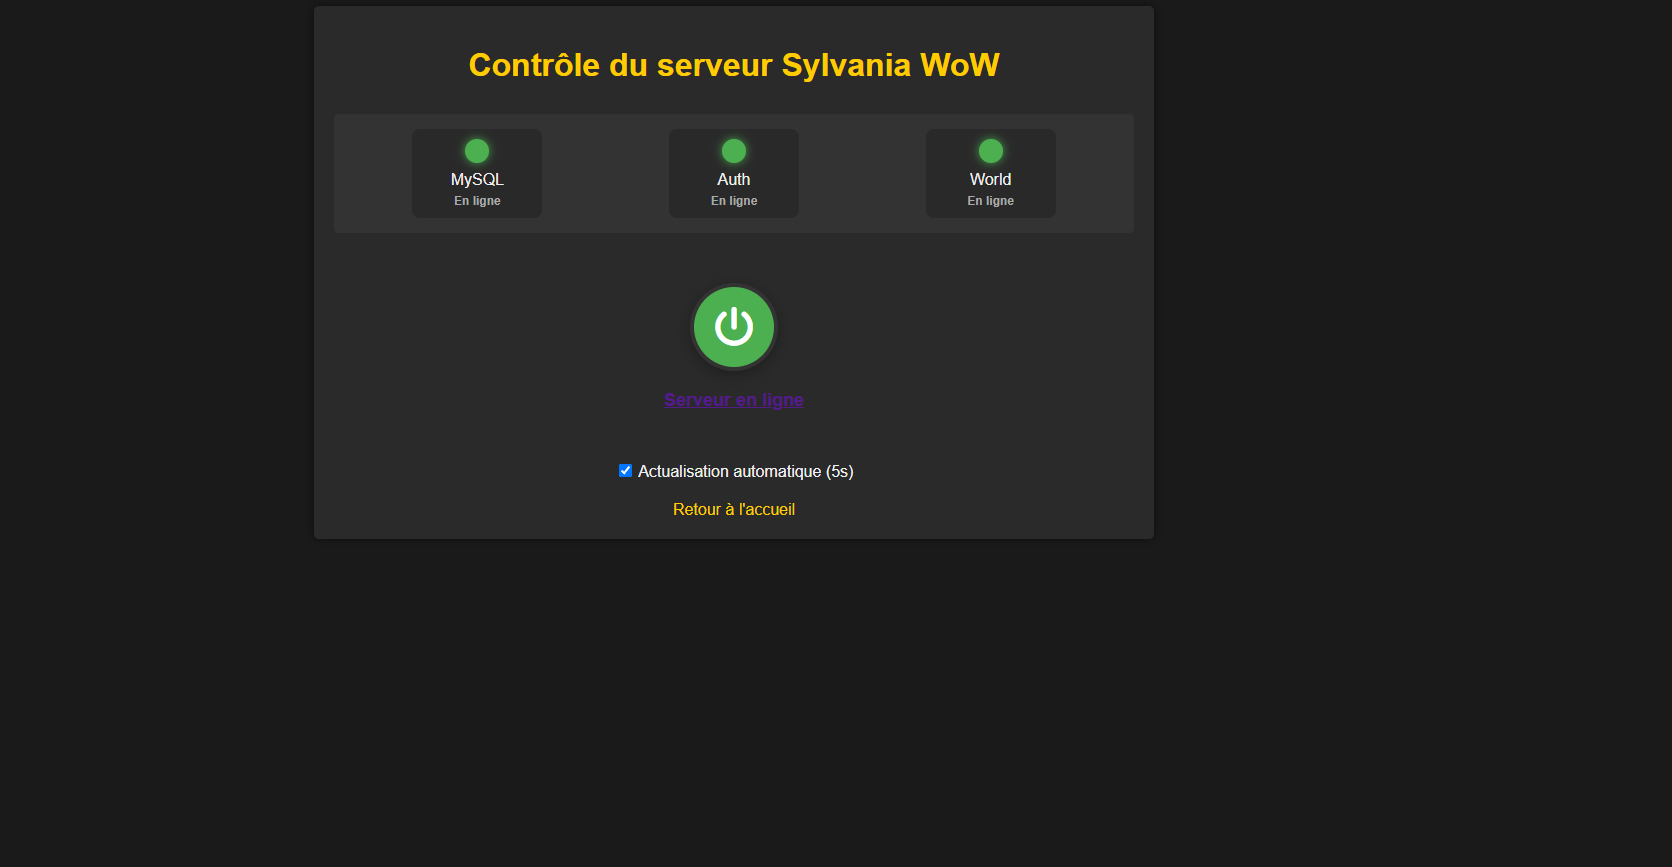 Contrôle du serveur Sylvania WoW
MySQL
En ligne
Auth
En ligne
World
En ligne
Serveur en ligne
Actualisation automatique (5s)
Retour à l'accueil